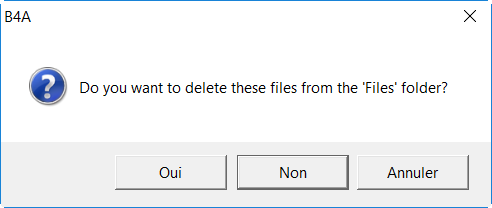 B4A
Do you want to delete these files from the 'Files' folder?
Oui
Non
Annuler